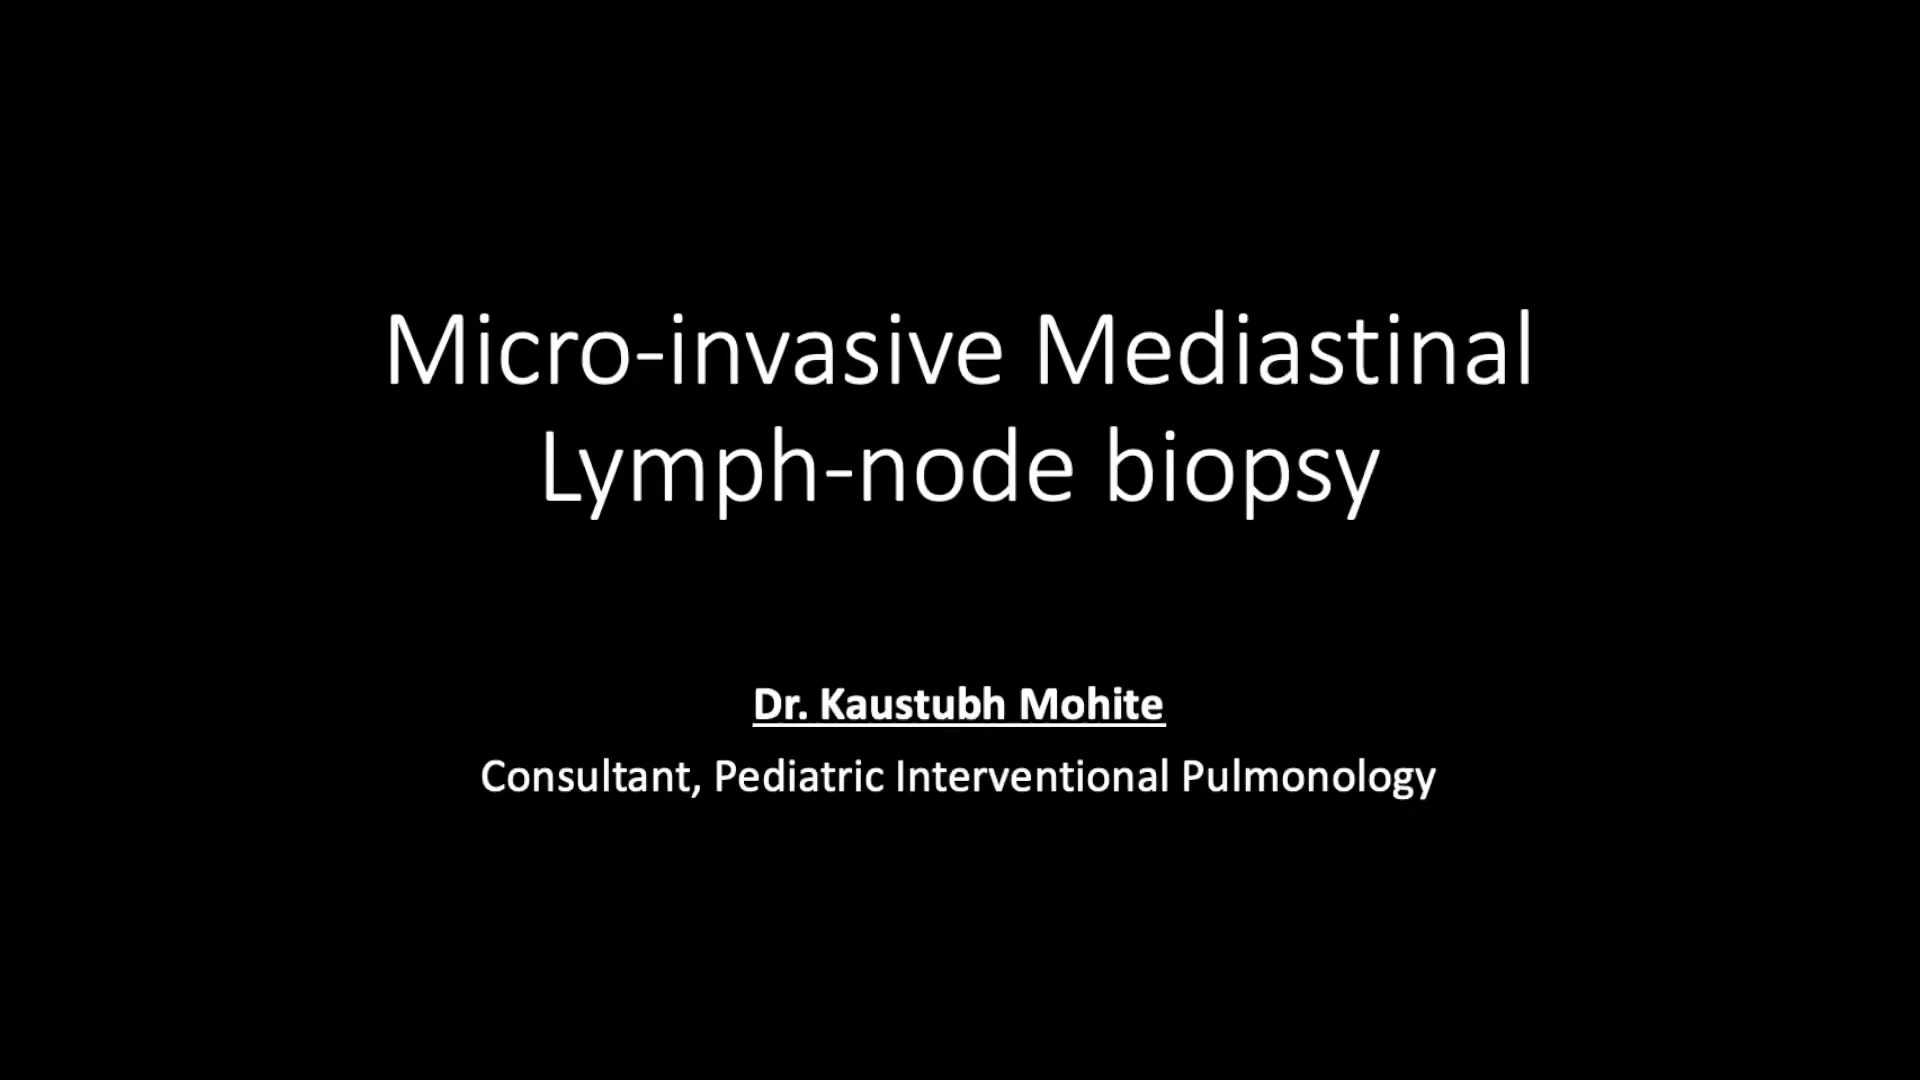 Micro-invasive Mediastinal
Lymph-node biopsy
Dr. Kaustubh Mohite
Consultant, Pediatric Interventional Pulmonology